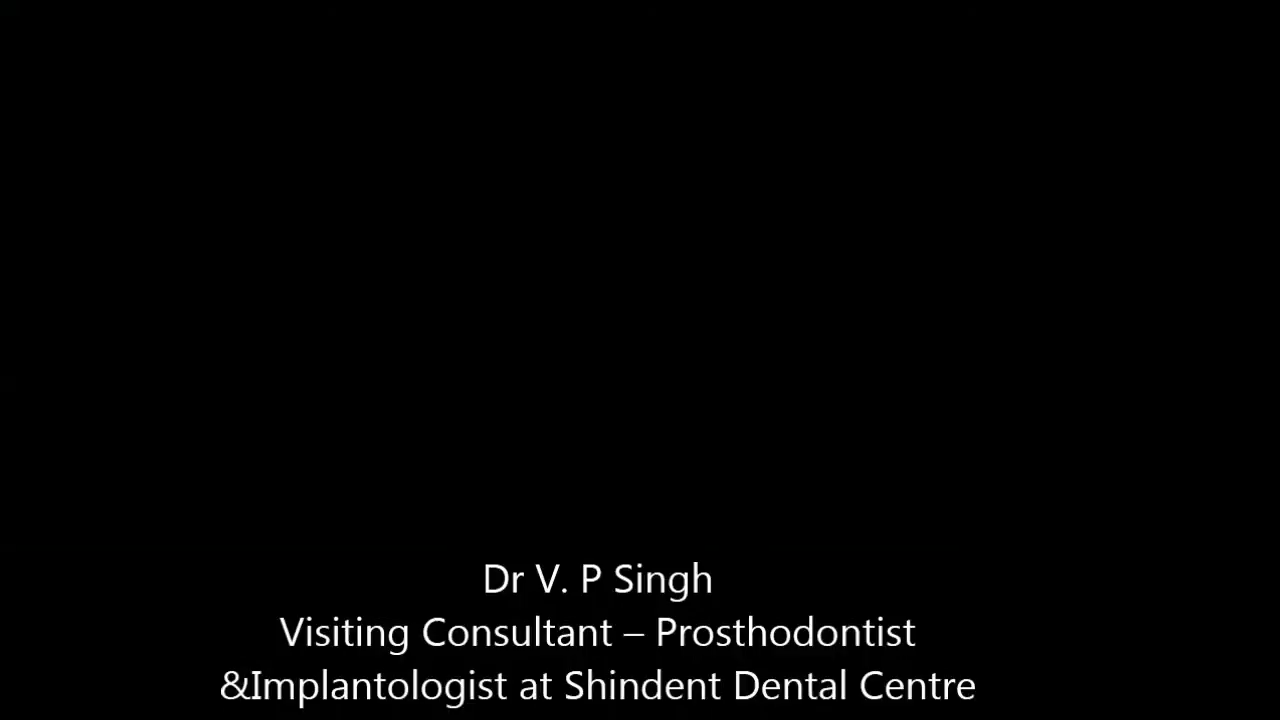 Dr V. P Singh
Visiting Consultant – Prosthodontist
&Implantologist at Shindent Dental Centre